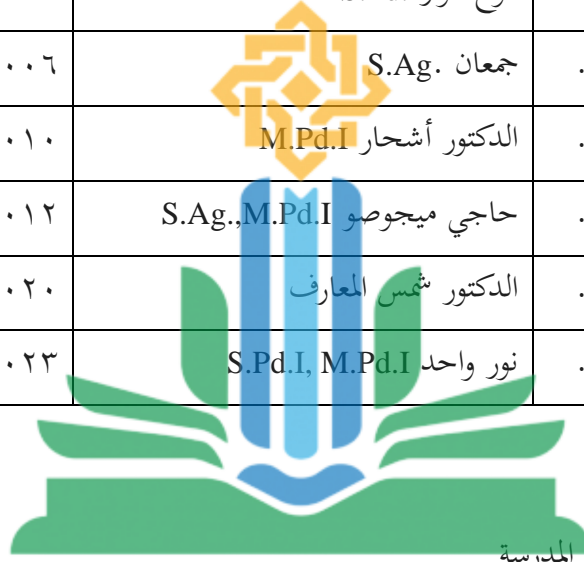 . جمعان .S.Ag ٠٠٦
. الدكتور أشحار M.Pd.I ٠١٠
. حاجي ميجوصو S.Ag.,M.Pd.I ٠١٢
. الدكتور شمس المعارف ٠٢٠
. نور واحد S.Pd.I, M.Pd.I ٠٢٣
المدرسة